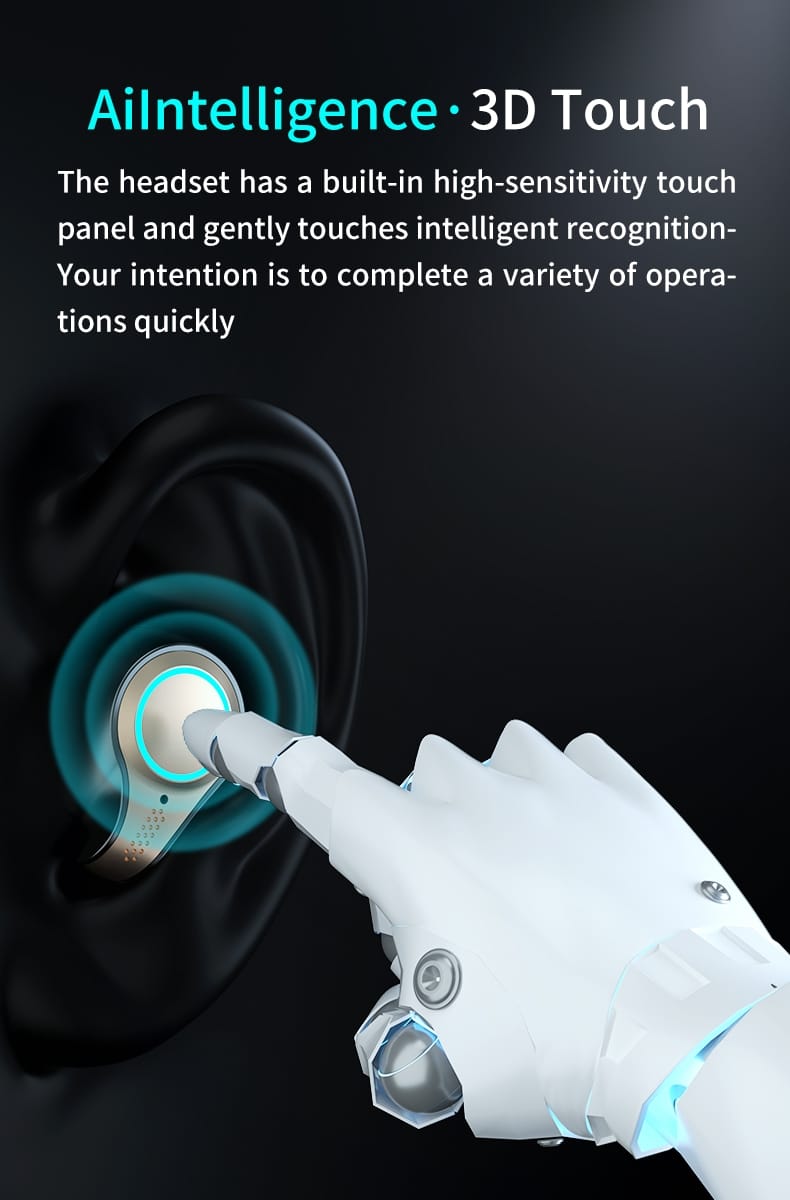 AiIntelligence · 3D Touch
The headset has a built-in high-sensitivity touch
panel and gently touches intelligent recognition-
Your intention is to complete a variety of opera-
tions quickly